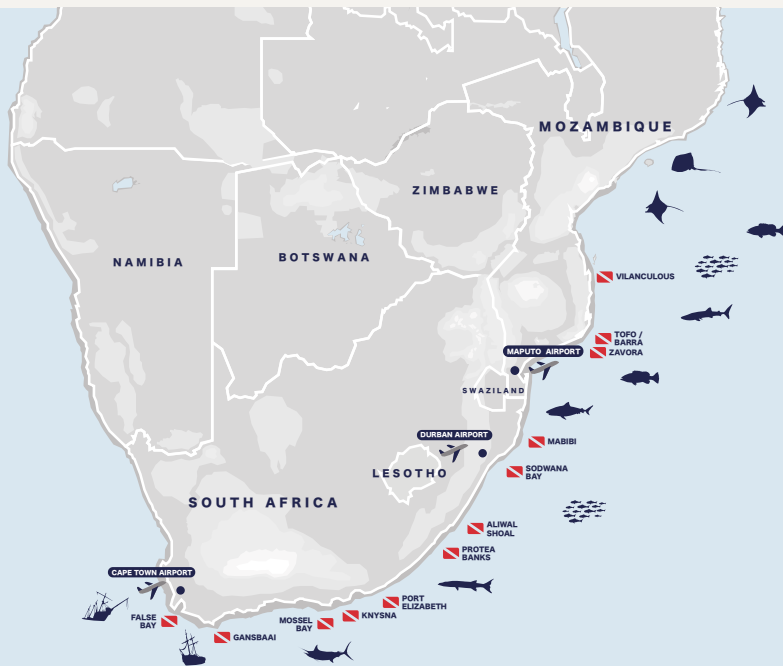 MOZAMBIQUE
ZIMBABWE
NAMIBIA
BOTSWANA
VILANCULOUS
TOFO /
BARRA
MAPUTO AIRPORT
ZAVORA
SWAZILAND
DURBAN AIRPORT
MABIBI
LESOTHO
SODWANA
BAY
SOUTH AFRICA
ALIWAL
SHOAL
PROTEA
BANKS
CAPE TOWN AIRPORT
PORT
ELIZABETH
KNYSNA
MOSSEL
BAY
FALSE
BAY
GANSBAAI